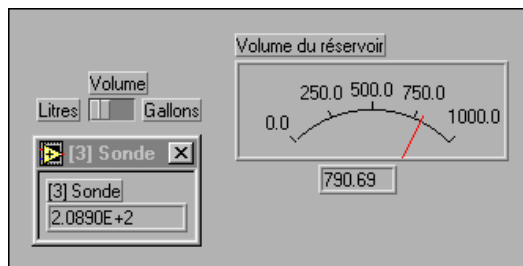 Volume du réservoir
Volume
Litres Gallons
0.0 250.0 500.0 750.0 1000.0
790.69
[3] Sonde
[3] Sonde
2.0890E+2